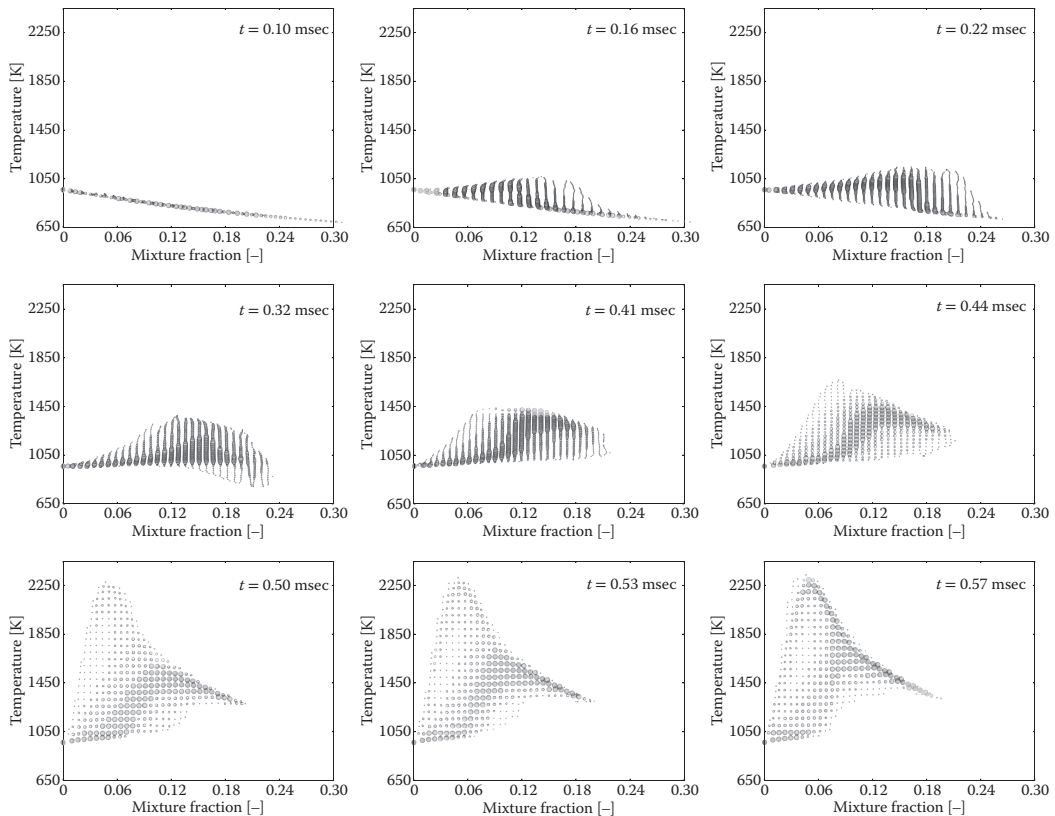 t = 0.10 msec
Temperature [K]
2250
1850
1450
1050
650
0 0.06 0.12 0.18 0.24 0.30
Mixture fraction [–]
t = 0.16 msec
Temperature [K]
2250
1850
1450
1050
650
0 0.06 0.12 0.18 0.24 0.30
Mixture fraction [–]
t = 0.22 msec
Temperature [K]
2250
1850
1450
1050
650
0 0.06 0.12 0.18 0.24 0.30
Mixture fraction [–]
t = 0.32 msec
Temperature [K]
2250
1850
1450
1050
650
0 0.06 0.12 0.18 0.24 0.30
Mixture fraction [–]
t = 0.41 msec
Temperature [K]
2250
1850
1450
1050
650
0 0.06 0.12 0.18 0.24 0.30
Mixture fraction [–]
t = 0.44 msec
Temperature [K]
2250
1850
1450
1050
650
0 0.06 0.12 0.18 0.24 0.30
Mixture fraction [–]
t = 0.50 msec
Temperature [K]
2250
1850
1450
1050
650
0 0.06 0.12 0.18 0.24 0.30
Mixture fraction [–]
t = 0.53 msec
Temperature [K]
2250
1850
1450
1050
650
0 0.06 0.12 0.18 0.24 0.30
Mixture fraction [–]
t = 0.57 msec
Temperature [K]
2250
1850
1450
1050
650
0 0.06 0.12 0.18 0.24 0.30
Mixture fraction [–]